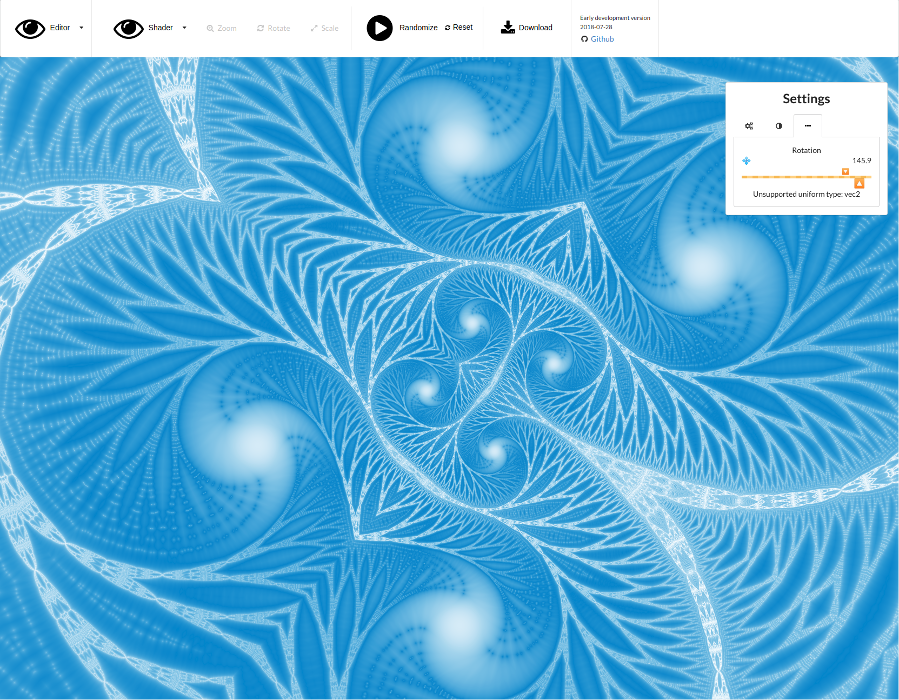 Editor
Shader
Zoom
Rotate
Scale
Randomize
Reset
Download
Early development version
2018-07-28
Github
Settings
Rotation
145.9
Unsupported uniform type: vec2